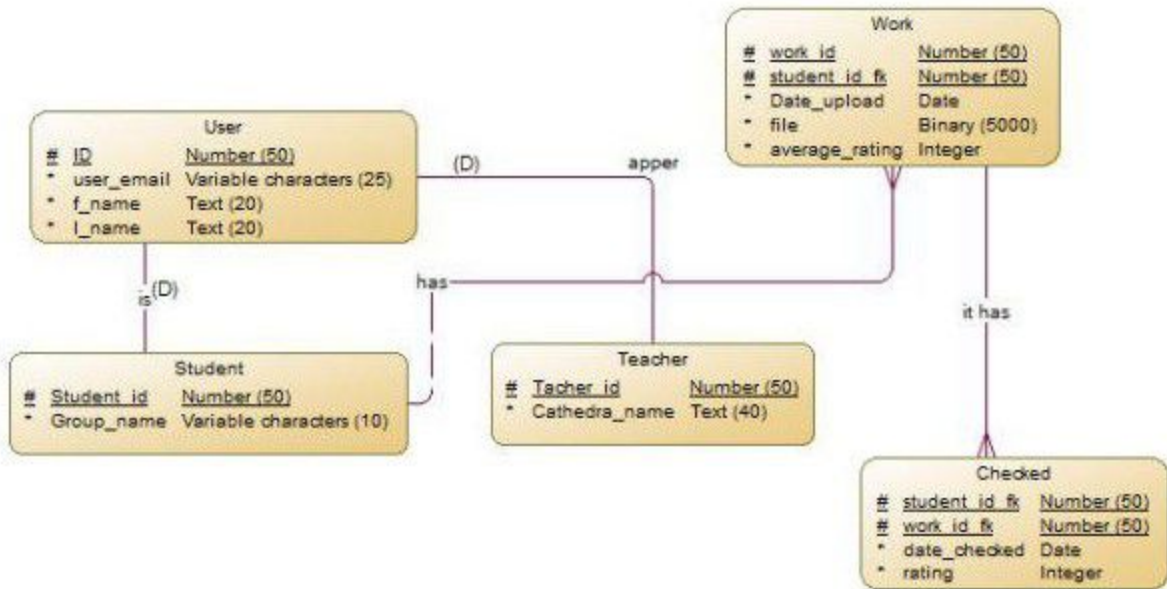 Work
# work_id Number (50)
# student_id_fk Number (50)
* Date_upload Date
* file Binary (5000)
* average_rating Integer
User
# ID Number (50)
* user_email Variable characters (25)
* f_name Text (20)
* l_name Text (20)
(D) apper
has
is (D)
it has
Student
# Student_id Number (50)
* Group_name Variable characters (10)
Teacher
# Tacher_id Number (50)
* Cathedra_name Text (40)
Checked
# student_id_fk Number (50)
# work_id_fk Number (50)
* date_checked Date
* rating Integer